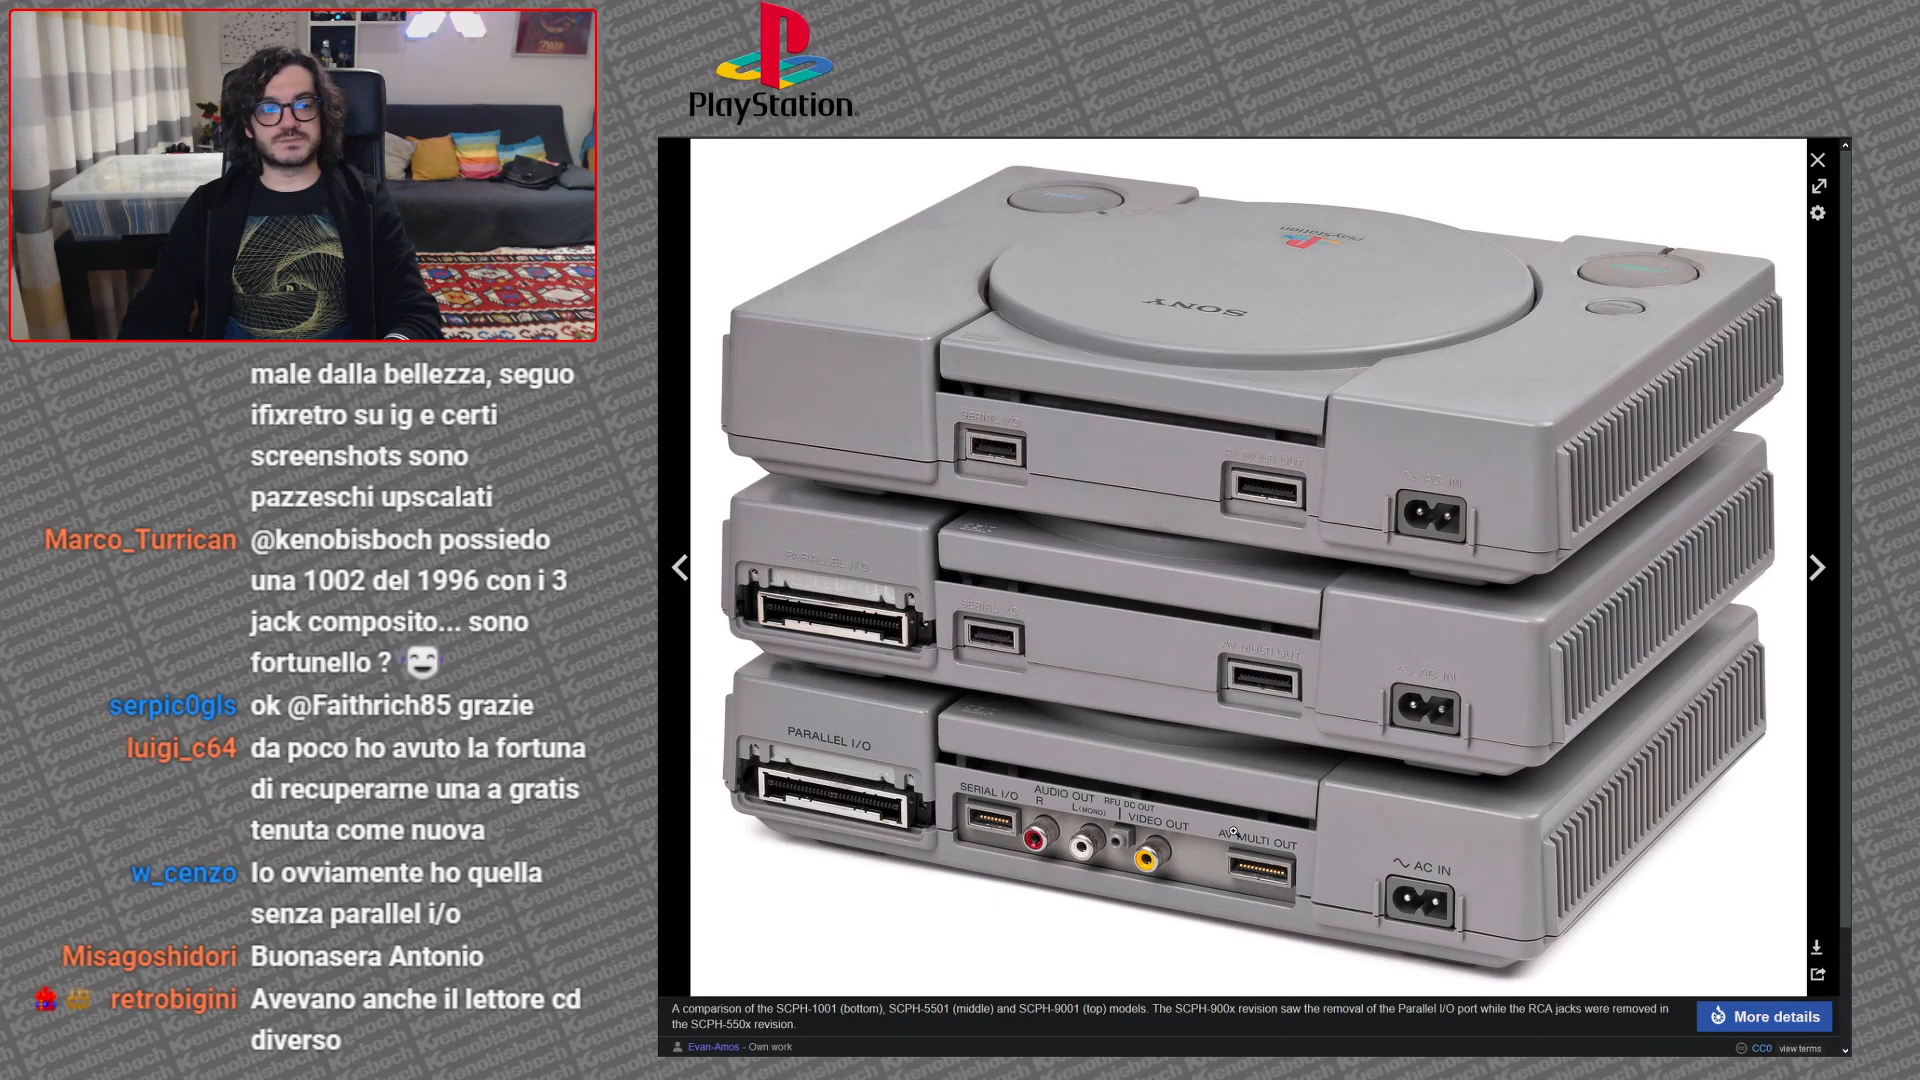 PlayStation
male dalla bellezza, seguo
ifixretro su ig e certi
screenshots sono
pazzeschi upscalati
Marco_Turrican @kenobisboch possiedo
una 1002 del 1996 con i 3
jack composito... sono
fortunello ?
serpic0gls ok @Faithrich85 grazie
luigi_c64 da poco ho avuto la fortuna
di recuperarne una a gratis
tenuta come nuova
w_cenzo Io ovviamente ho quella
senza parallel i/o
Misagoshidori Buonasera Antonio
retrobigini Avevano anche il lettore cd
diverso
OPEN
PlayStation
POWER
SONY
SERIAL I/O
AV MULTI OUT
AC IN
PARALLEL I/O
SERIAL I/O
AV MULTI OUT
AC IN
PARALLEL I/O
SERIAL I/O
AUDIO OUT
R
L(MONO)
RFU DC OUT
VIDEO OUT
AV MULTI OUT
AC IN
A comparison of the SCPH-1001 (bottom), SCPH-5501 (middle) and SCPH-9001 (top) models. The SCPH-900x revision saw the removal of the Parallel I/O port while the RCA jacks were removed in
the SCPH-550x revision.
More details
Evan-Amos - Own work
CC0 view terms
Kenobisboch